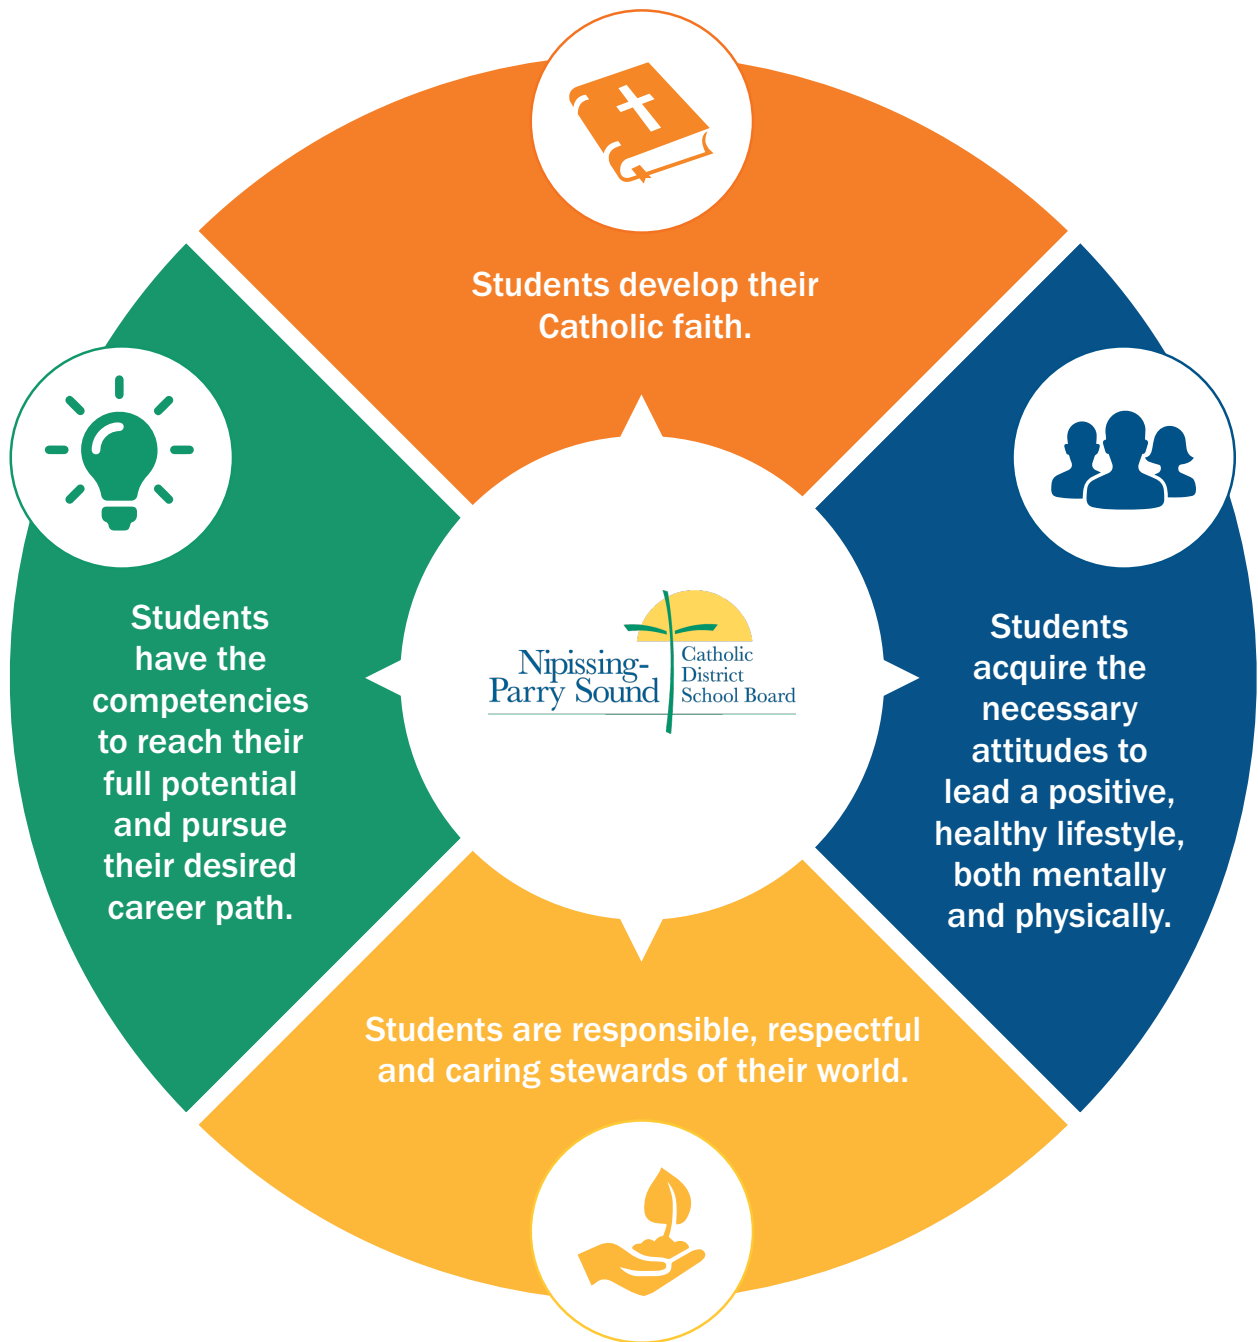 Students develop their
Catholic faith.
Students
have the
competencies
to reach their
full potential
and pursue
their desired
career path.
Nipissing-
Parry Sound
Catholic
District
School Board
Students
acquire the
necessary
attitudes to
lead a positive,
healthy lifestyle,
both mentally
and physically.
Students are responsible, respectful
and caring stewards of their world.